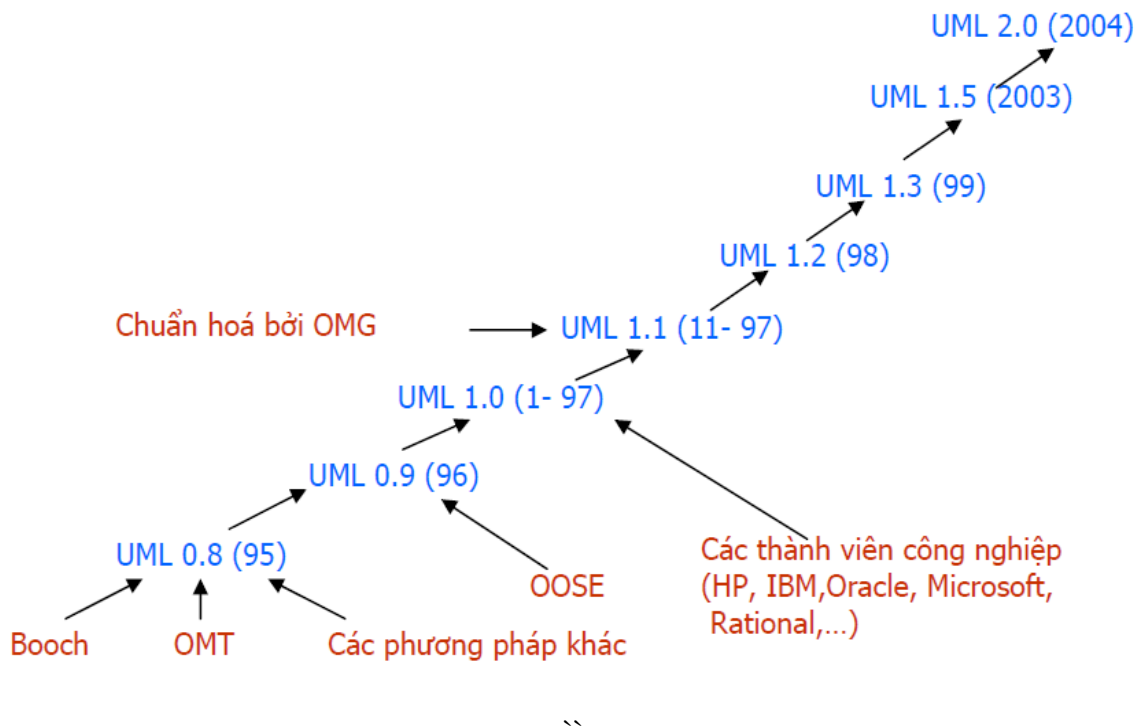 UML 2.0 (2004)
UML 1.5 (2003)
UML 1.3 (99)
UML 1.2 (98)
Chuẩn hoá bởi OMG
UML 1.1 (11- 97)
UML 1.0 (1- 97)
UML 0.9 (96)
UML 0.8 (95)
Các thành viên công nghiệp
(HP, IBM,Oracle, Microsoft,
Rational,...)
OOSE
Booch
OMT
Các phương pháp khác